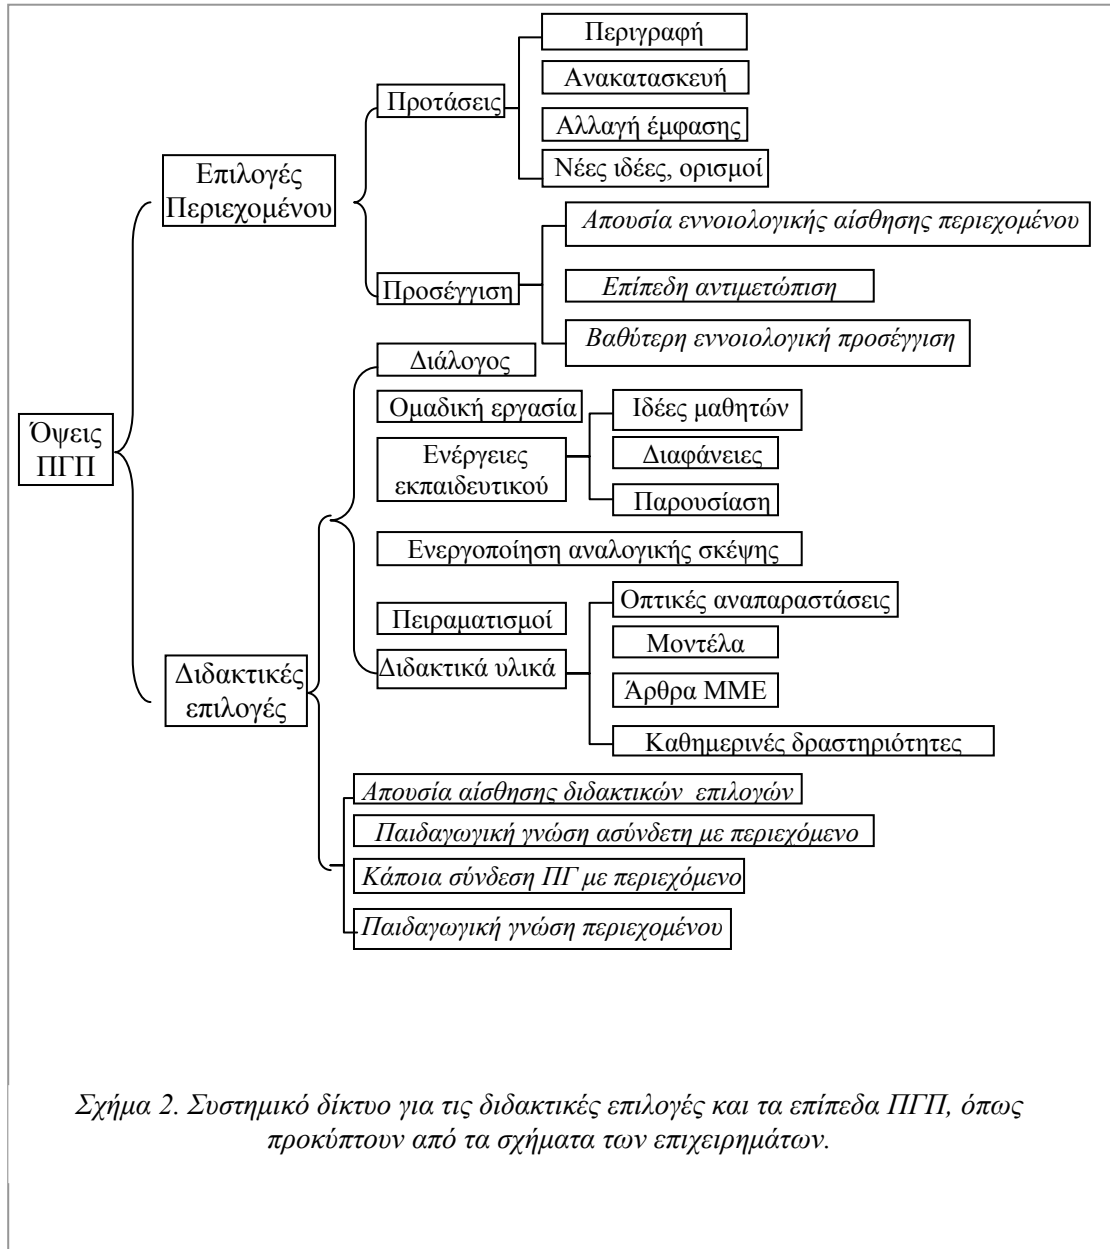 Περιγραφή
Ανακατασκευή
Προτάσεις
Αλλαγή έμφασης
Νέες ιδέες, ορισμοί
Επιλογές
Περιεχομένου
Απουσία εννοιολογικής αίσθησης περιεχομένου
Προσέγγιση
Επίπεδη αντιμετώπιση
Βαθύτερη εννοιολογική προσέγγιση
Διάλογος
Ομαδική εργασία
Ιδέες μαθητών
Όψεις
ΠΓΠ
Ενέργειες
εκπαιδευτικού
Διαφάνειες
Παρουσίαση
Ενεργοποίηση αναλογικής σκέψης
Οπτικές αναπαραστάσεις
Πειραματισμοί
Μοντέλα
Διδακτικά υλικά
Διδακτικές
επιλογές
Άρθρα ΜΜΕ
Καθημερινές δραστηριότητες
Απουσία αίσθησης διδακτικών επιλογών
Παιδαγωγική γνώση ασύνδετη με περιεχόμενο
Κάποια σύνδεση ΠΓ με περιεχόμενο
Παιδαγωγική γνώση περιεχομένου
Σχήμα 2. Συστημικό δίκτυο για τις διδακτικές επιλογές και τα επίπεδα ΠΓΠ, όπως
προκύπτουν από τα σχήματα των επιχειρημάτων.